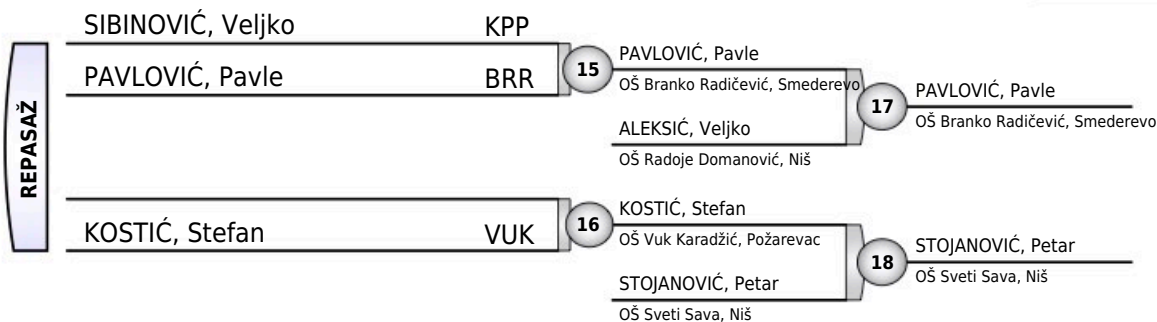 REPASAŽ
SIBINOVIĆ, Veljko KPP
PAVLOVIĆ, Pavle BRR
KOSTIĆ, Stefan VUK
15
PAVLOVIĆ, Pavle
OŠ Branko Radičević, Smederevo
ALEKSIĆ, Veljko
OŠ Radoje Domanović, Niš
16
KOSTIĆ, Stefan
OŠ Vuk Karadžić, Požarevac
STOJANOVIĆ, Petar
OŠ Sveti Sava, Niš
17
PAVLOVIĆ, Pavle
OŠ Branko Radičević, Smederevo
18
STOJANOVIĆ, Petar
OŠ Sveti Sava, Niš